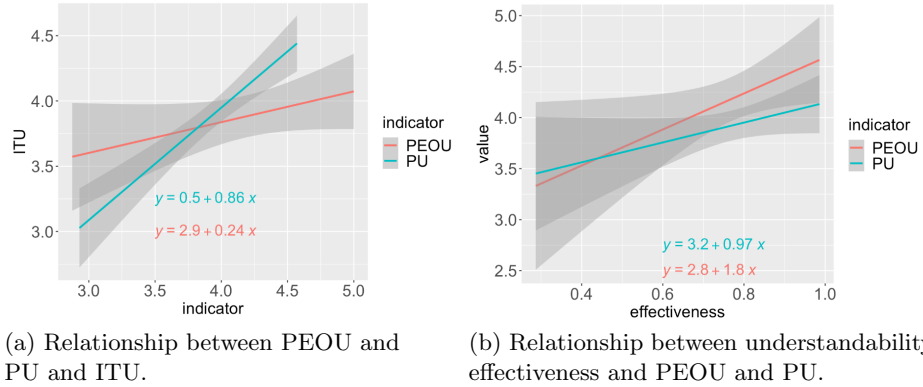 4.5
4.0
3.5
3.0
ITU
3.0 3.5 4.0 4.5 5.0
indicator
y = 0.5 + 0.86 x
y = 2.9 + 0.24 x
indicator
PEOU
PU
(a) Relationship between PEOU and
PU and ITU.
5.0
4.5
4.0
3.5
3.0
2.5
value
0.4 0.6 0.8 1.0
effectiveness
y = 3.2 + 0.97 x
y = 2.8 + 1.8 x
indicator
PEOU
PU
(b) Relationship between understandability
effectiveness and PEOU and PU.